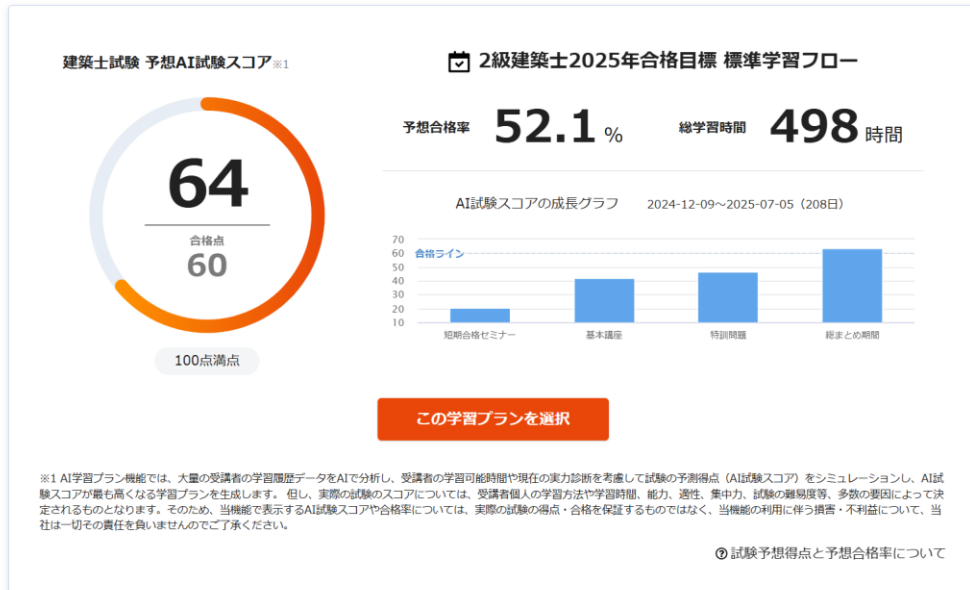 建築士試験 予想AI試験スコア※1
64
合格点
60
100点満点
2級建築士2025年合格目標 標準学習フロー
予想合格率 52.1 %
総学習時間 498 時間
AI試験スコアの成長グラフ 2024-12-09～2025-07-05（208日）
70
60
50
40
30
20
10
合格ライン
短期合格セミナー
基本講座
特訓問題
総まとめ期間
この学習プランを選択
※1 AI学習プラン機能では、大量の受講者の学習履歴データをAIで分析し、受講者の学習可能時間や現在の実力診断を考慮して試験の予測得点（AI試験スコア）をシミュレーションし、AI試
験スコアが最も高くなる学習プランを生成します。 但し、実際の試験のスコアについては、受講者個人の学習方法や学習時間、能力、適性、集中力、試験の難易度等、多数の要因によって決
定されるものとなります。そのため、当機能で表示するAI試験スコアや合格率については、実際の試験の得点・合格を保証するものではなく、当機能の利用に伴う損害・不利益について、当
社は一切その責任を負いませんのでご了承ください。
?試験予想得点と予想合格率について